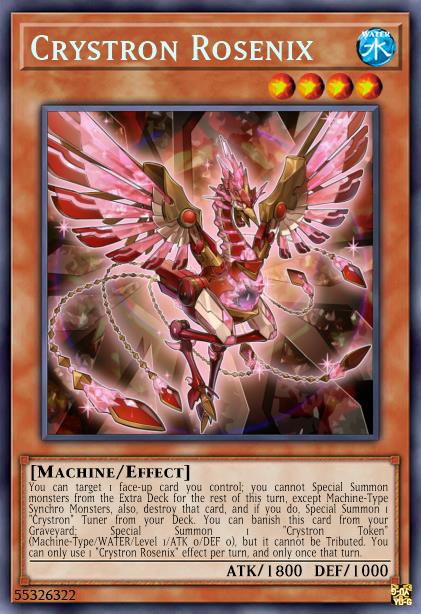 CRYSTRON ROSENIX
WATER
水
[MACHINE/EFFECT]
You can target 1 face-up card you control; you cannot Special Summon
monsters from the Extra Deck for the rest of this turn, except Machine-Type
Synchro Monsters, also, destroy that card, and if you do, Special Summon 1
"Crystron" Tuner from your Deck. You can banish this card from your
Graveyard; Special Summon 1 "Crystron Token"
(Machine-Type/WATER/Level 1/ATK 0/DEF 0), but it cannot be Tributed. You
can only use 1 "Crystron Rosenix" effect per turn, and only once that turn.
ATK/1800 DEF/1000
55326322